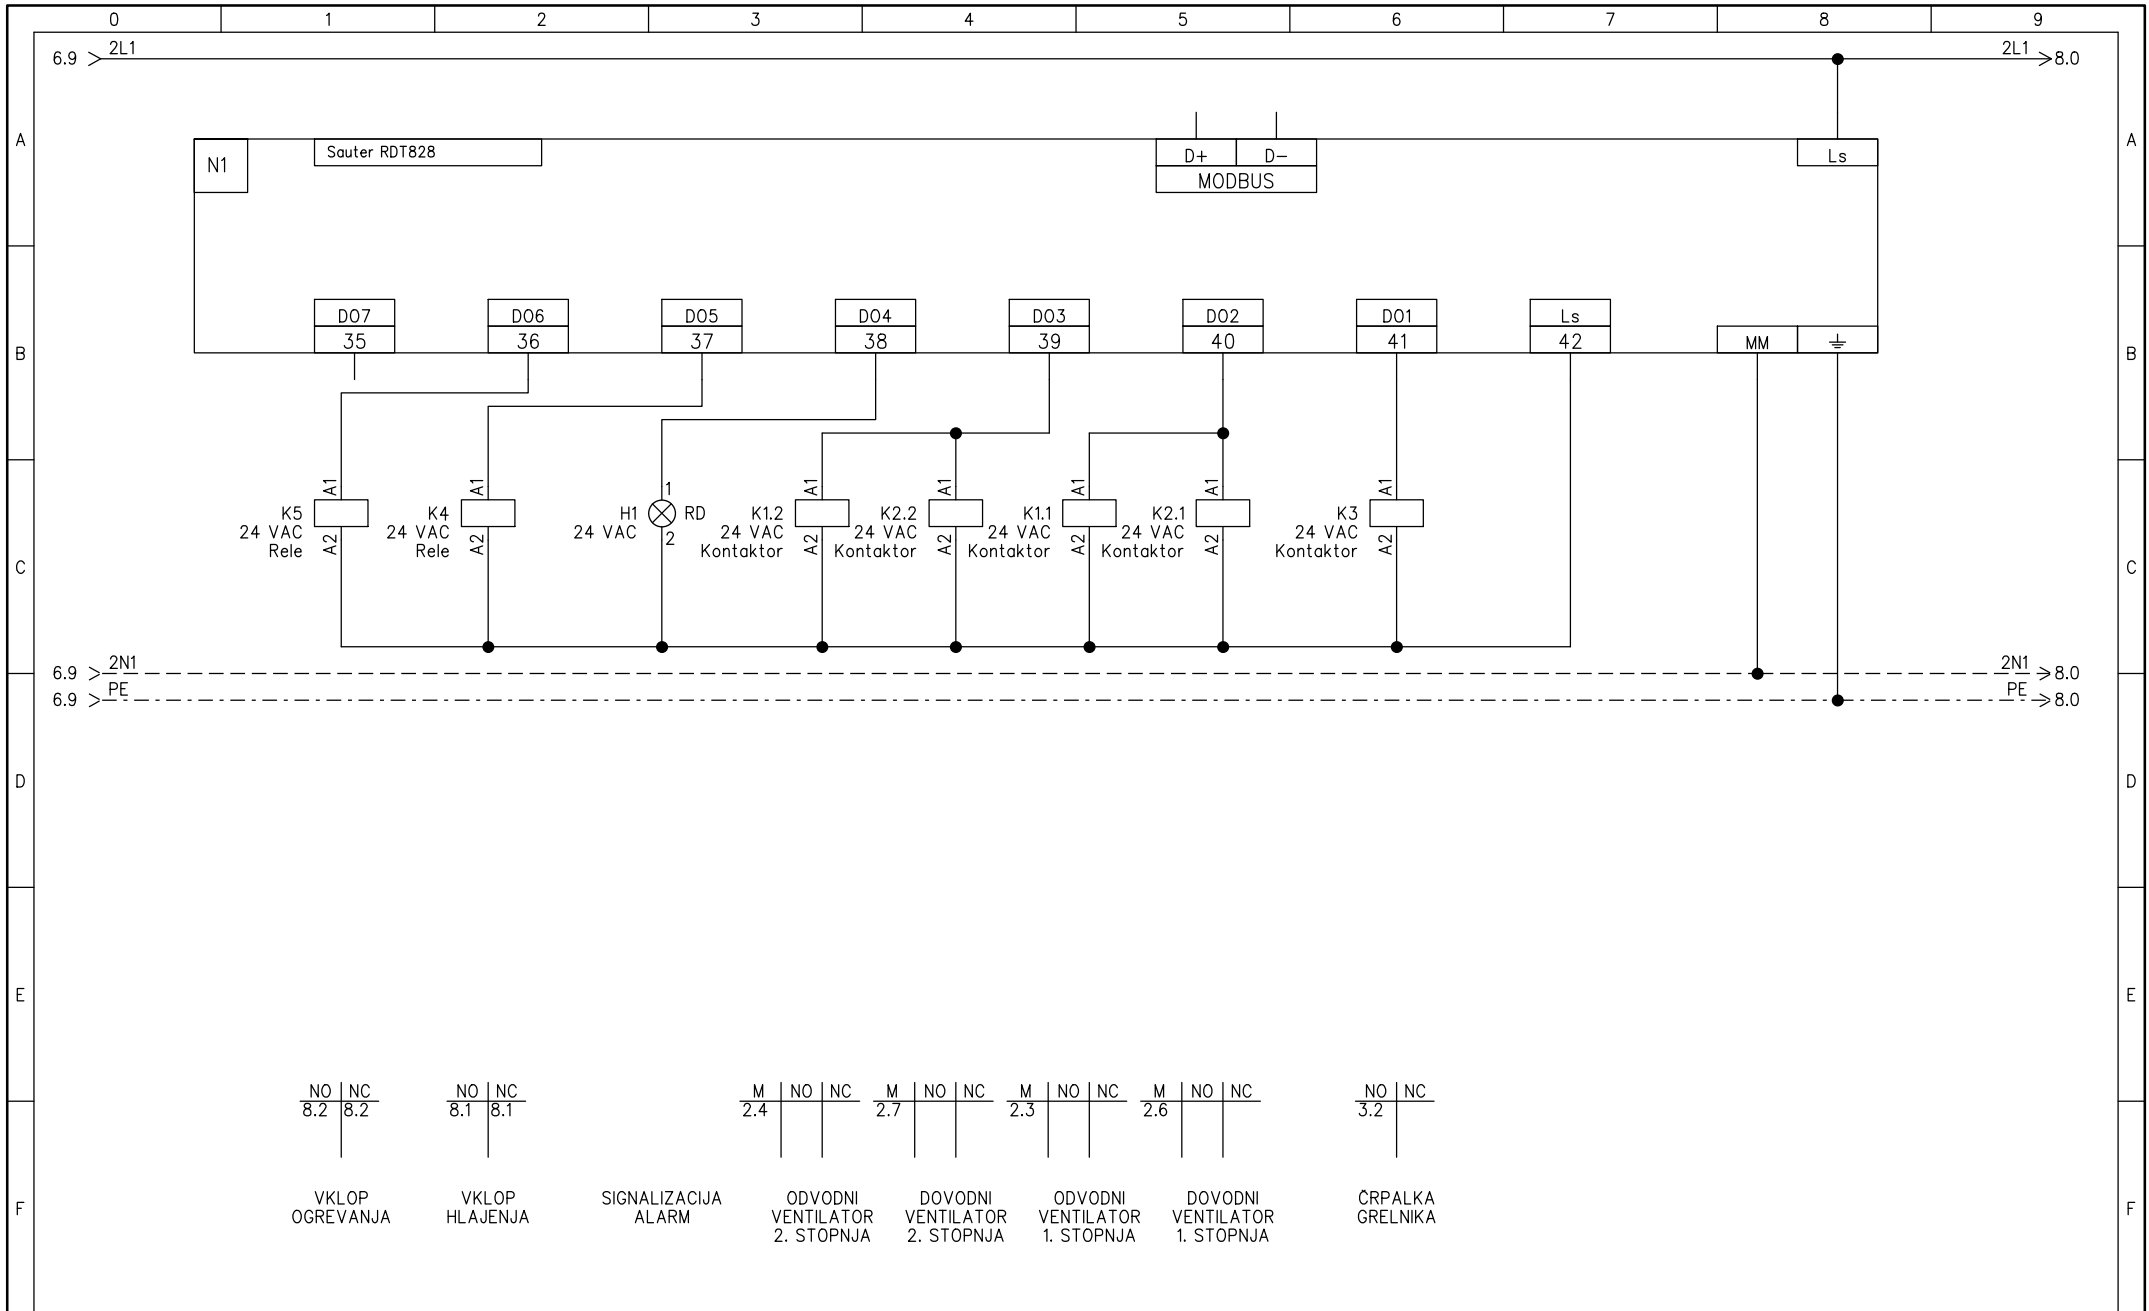 0 1 2 3 4 5 6 7 8 9
2L1 2L1
6.9 8.0
A A
N1 Sauter RDT828 D+ D- Ls
MODBUS
DO7 DO6 DO5 DO4 DO3 DO2 DO1 Ls
35 36 37 38 39 40 41 42 MM
B B
A1 A1 1 A1 A1 A1 A1 A1
K5 K4 H1 RD K1.2 K2.2 K1.1 K2.1 K3
24 VAC 24 VAC 24 VAC 24 VAC 24 VAC 24 VAC 24 VAC 24 VAC
Rele Rele Kontaktor Kontaktor Kontaktor Kontaktor Kontaktor
A2 A2 2 A2 A2 A2 A2 A2
C C
2N1 2N1
6.9 8.0
PE PE
6.9 8.0
D D
E E
NO NC NO NC M NO NC M NO NC M NO NC M NO NC NO NC
8.2 8.2 8.1 8.1 2.4 2.7 2.3 2.6 3.2
F F
VKLOP
OGREVANJA
VKLOP
HLAJENJA
SIGNALIZACIJA
ALARM
ODVODNI
VENTILATOR
2. STOPNJA
DOVODNI
VENTILATOR
2. STOPNJA
ODVODNI
VENTILATOR
1. STOPNJA
DOVODNI
VENTILATOR
1. STOPNJA
ČRPALKA
GRELNIKA